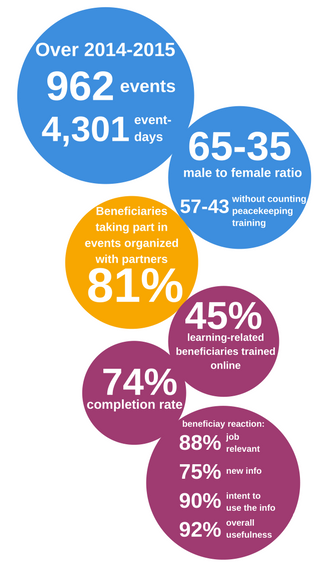 Over 2014-2015
962 events
4,301 event-
days
65-35
male to female ratio
57-43 without counting
peacekeeping
training
Beneficiaries
taking part in
events organized
with partners
81%
45%
learning-related
beneficiaries trained
online
74%
completion rate
beneficiay reaction:
88% job
relevant
75% new info
90% intent to
use the info
92% overall
usefulness